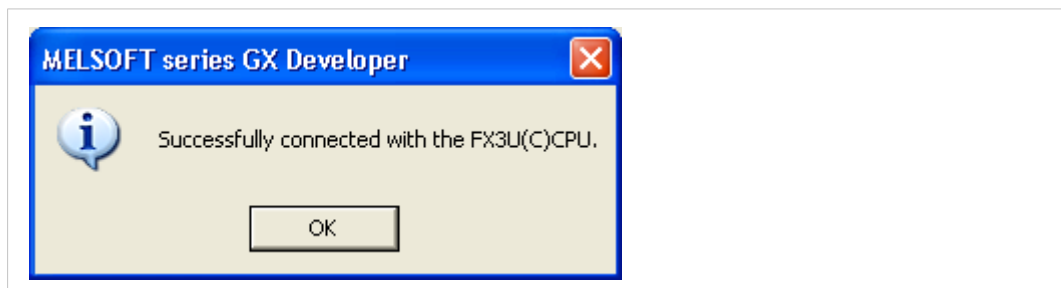 MELSOFT series GX Developer
Successfully connected with the FX3U(C)CPU.
OK